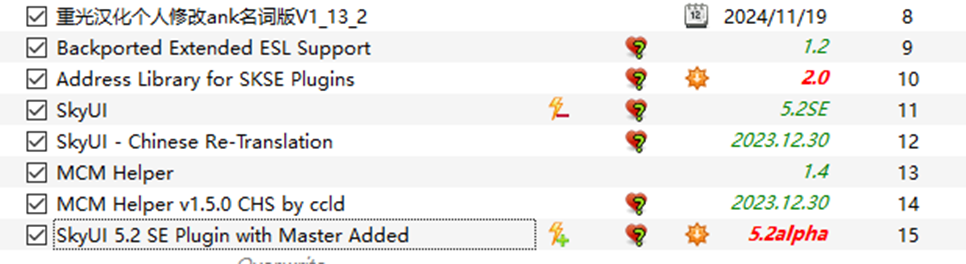 重光汉化个人修改ank名词版V1_13_2 2024/11/19 8
Backported Extended ESL Support 1.2 9
Address Library for SKSE Plugins 2.0 10
SkyUI 5.2SE 11
SkyUI - Chinese Re-Translation 2023.12.30 12
MCM Helper 1.4 13
MCM Helper v1.5.0 CHS by ccld 2023.12.30 14
SkyUI 5.2 SE Plugin with Master Added 5.2alpha 15